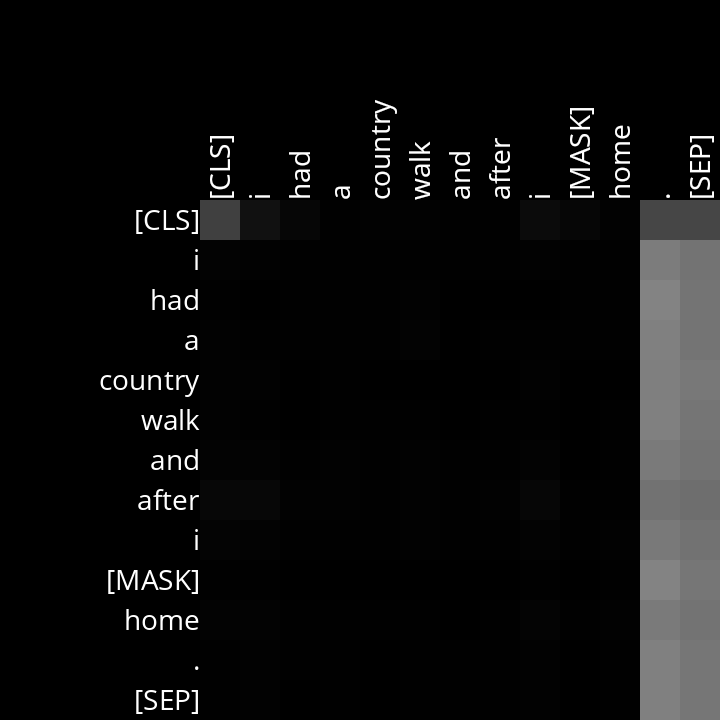 [CLS] i had a country walk and after i [MASK] home . [SEP]
[CLS]
i
had
a
country
walk
and
after
i
[MASK]
home
.
[SEP]